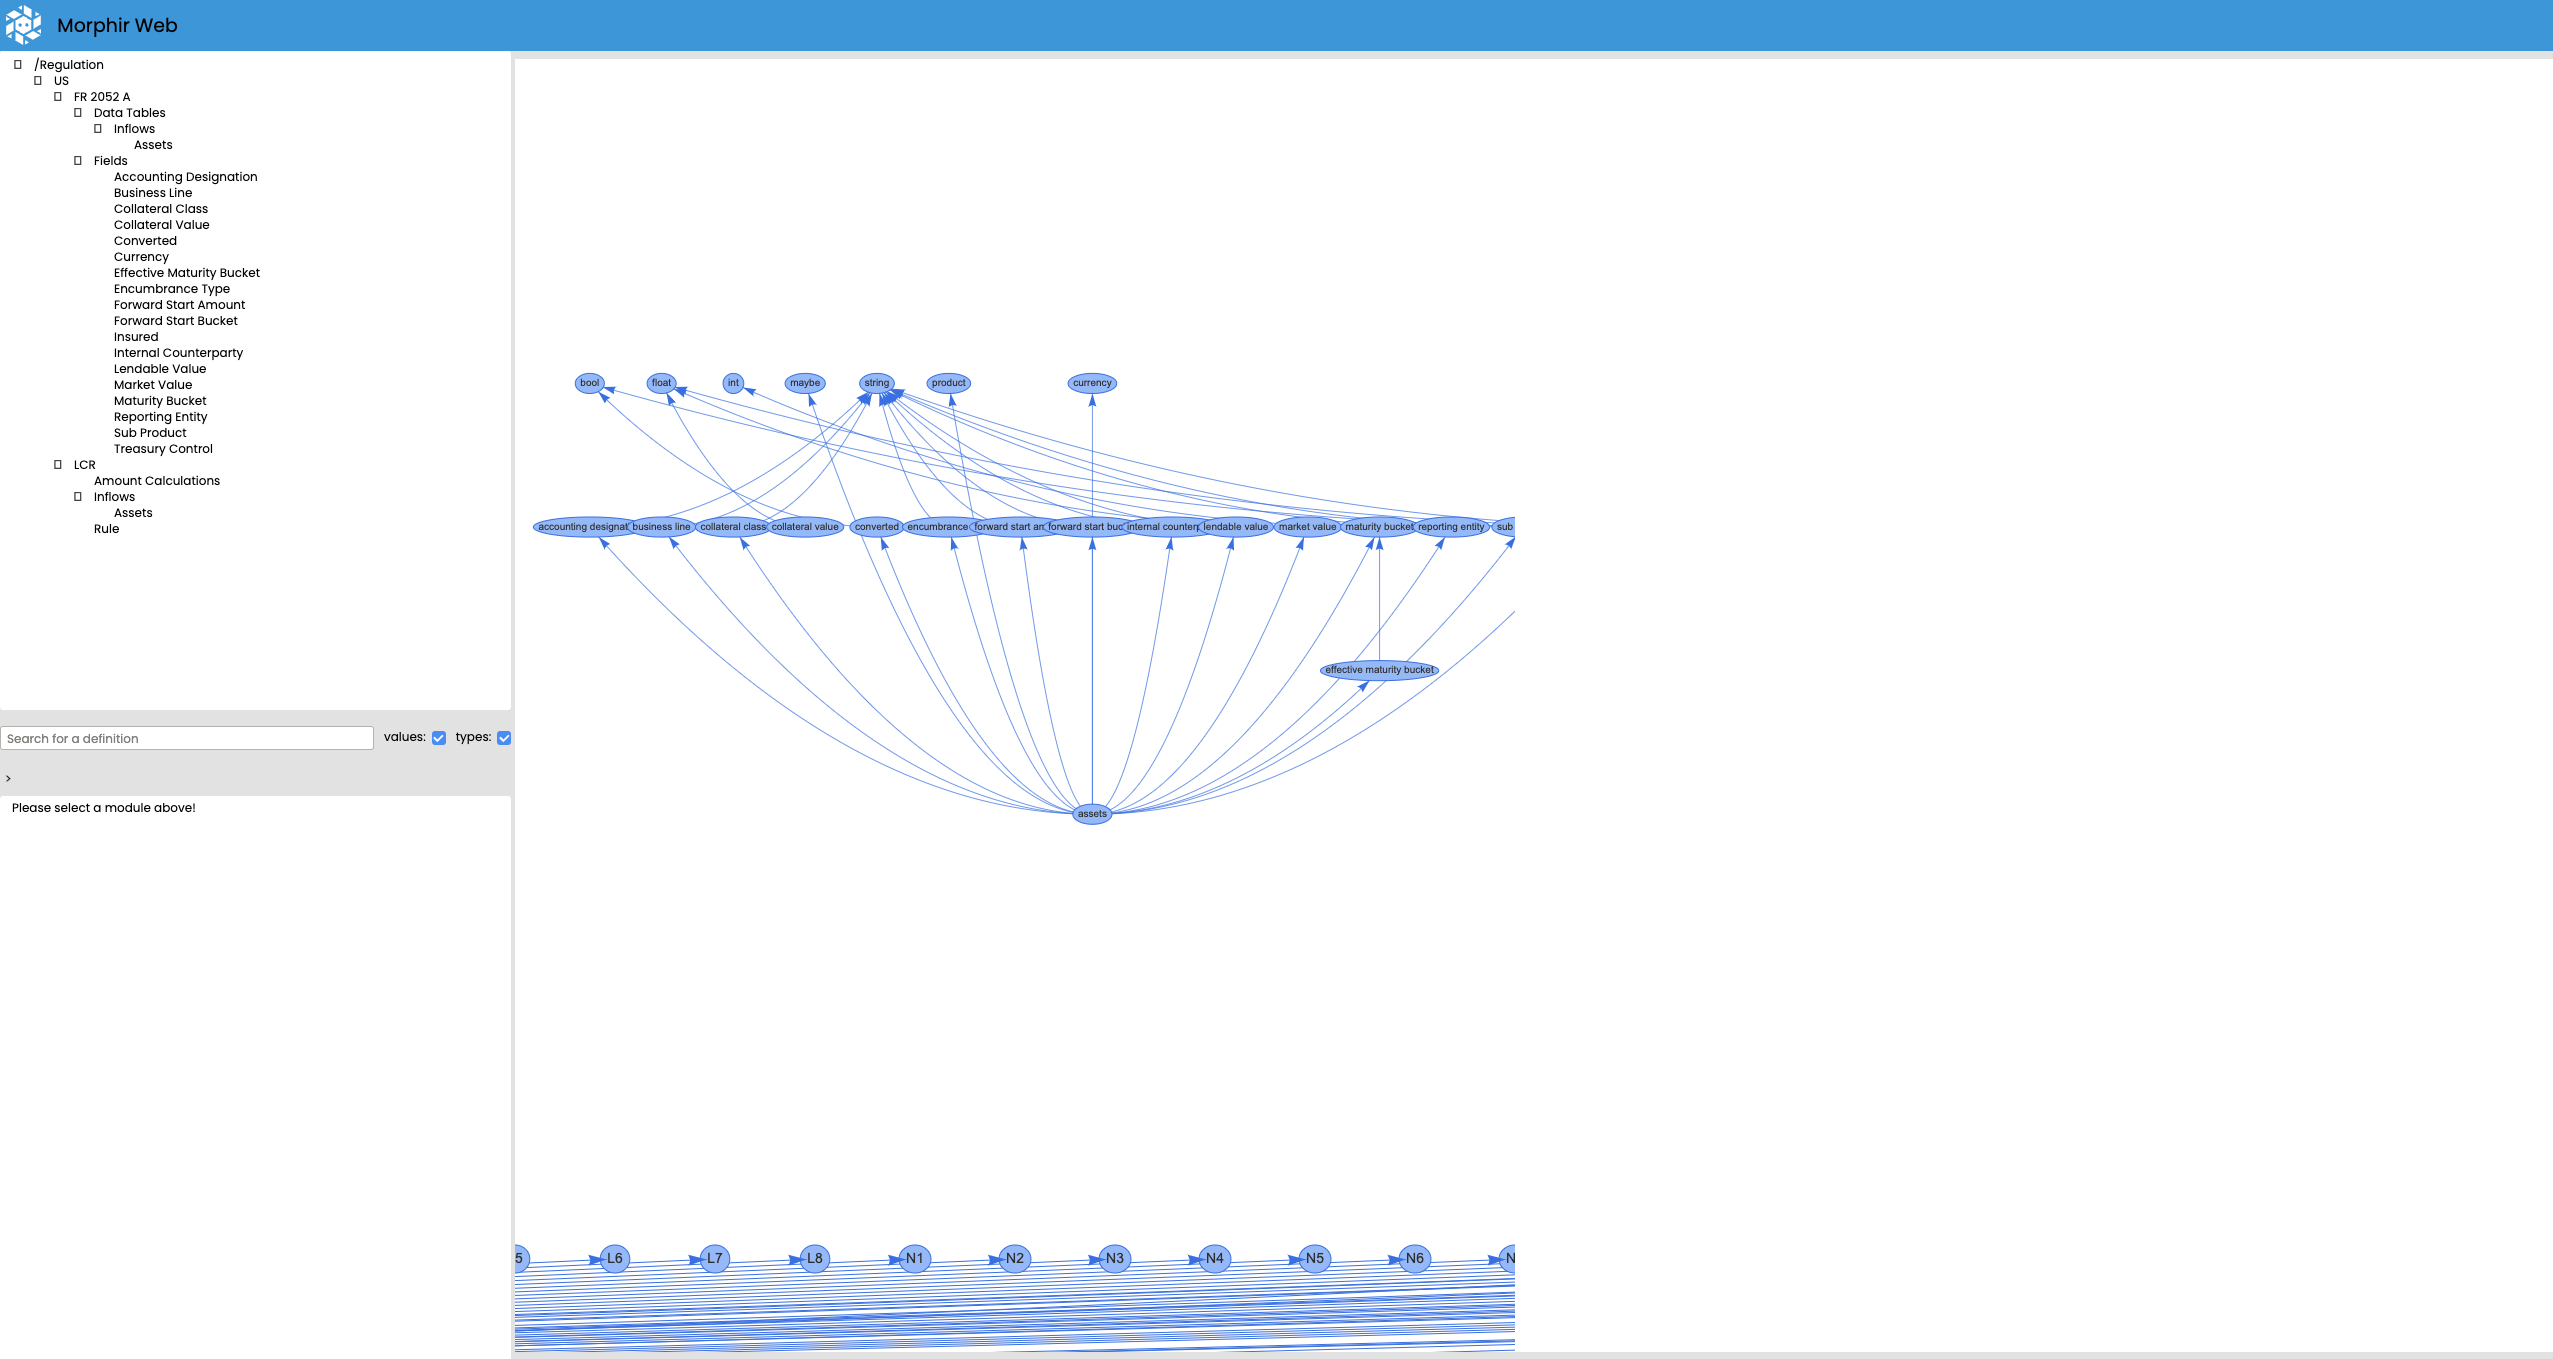 Morphir Web
/Regulation
US
FR 2052 A
Data Tables
Inflows
Assets
Fields
Accounting Designation
Business Line
Collateral Class
Collateral Value
Converted
Currency
Effective Maturity Bucket
Encumbrance Type
Forward Start Amount
Forward Start Bucket
Insured
Internal Counterparty
Lendable Value
Market Value
Maturity Bucket
Reporting Entity
Sub Product
Treasury Control
LCR
Amount Calculations
Inflows
Assets
Rule
Search for a definition values: types:
>
Please select a module above!
bool float int maybe string product currency
accounting designat business line collateral class collateral value converted encumbrance forward start am forward start buc internal counterp lendable value market value maturity bucket reporting entity sub
effective maturity bucket
assets
5 L6 L7 L8 N1 N2 N3 N4 N5 N6 N